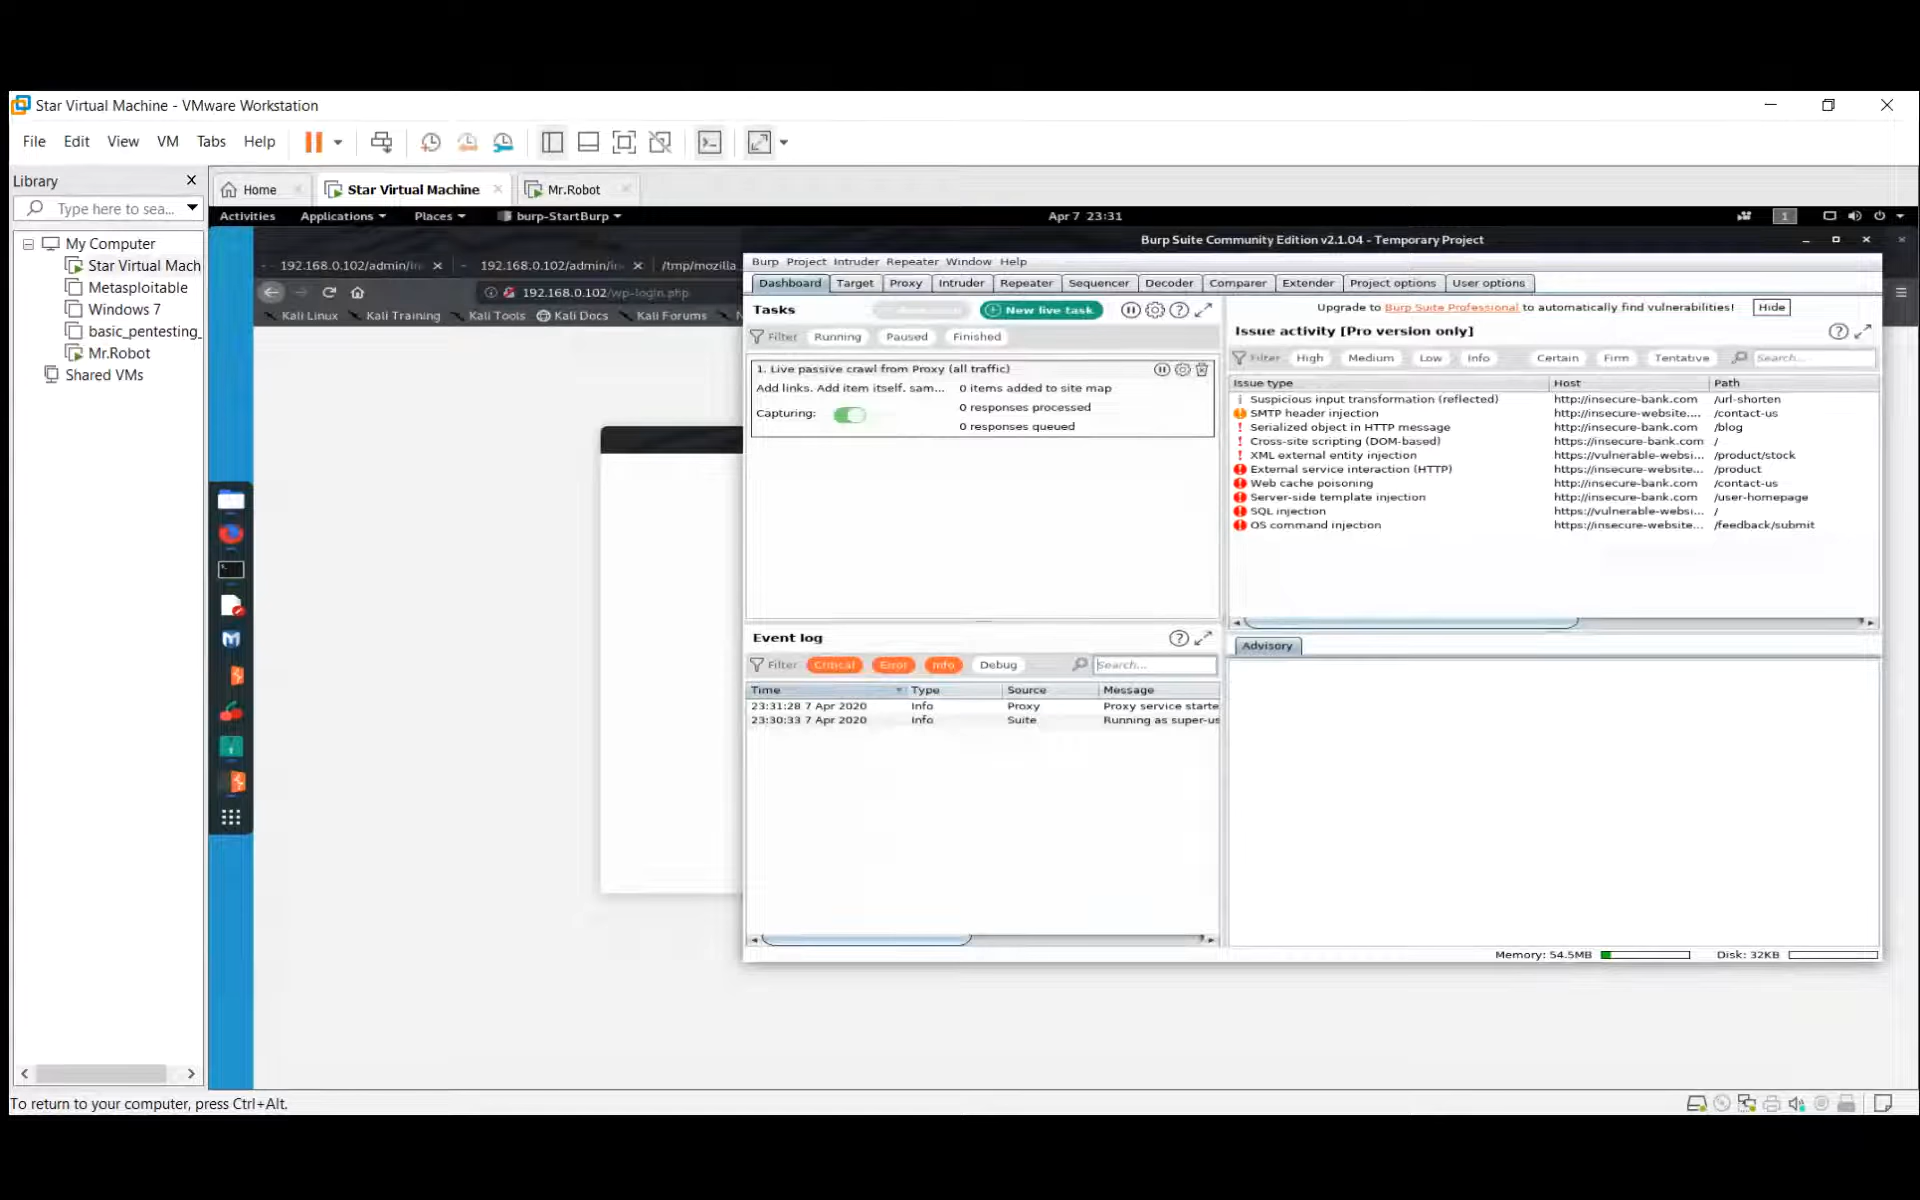 Star Virtual Machine - VMware Workstation
File Edit View VM Tabs Help
Library
Type here to sea...
My Computer
Star Virtual Mach
Metasploitable
Windows 7
basic_pentesting_
Mr.Robot
Shared VMs
Home
Star Virtual Machine
Mr.Robot
Activities Applications Places burp-StartBurp
Apr 7 23:31
1
192.168.0.102/admin/in
192.168.0.102/admin/in
/tmp/mozilla_
192.168.0.102/wp-login.php
Kali Linux Kali Training Kali Tools Kali Docs Kali Forums
Burp Suite Community Edition v2.1.04 - Temporary Project
Burp Project Intruder Repeater Window Help
Dashboard Target Proxy Intruder Repeater Sequencer Decoder Comparer Extender Project options User options
Tasks
New live task
Filter Running Paused Finished
1. Live passive crawl from Proxy (all traffic)
Add links. Add item itself. sam... 0 items added to site map
Capturing: 0 responses processed
0 responses queued
Event log
Filter Critical Error Info Debug Search...
Time Type Source Message
23:31:28 7 Apr 2020 Info Proxy Proxy service starte
23:30:33 7 Apr 2020 Info Suite Running as super-us
Upgrade to Burp Suite Professional to automatically find vulnerabilities! Hide
Issue activity [Pro version only]
Filter High Medium Low Info Certain Firm Tentative Search...
Issue type Host Path
Suspicious input transformation (reflected) http://insecure-bank.com /url-shorten
SMTP header injection http://insecure-website.... /contact-us
Serialized object in HTTP message http://insecure-bank.com /blog
Cross-site scripting (DOM-based) https://insecure-bank.com /
XML external entity injection https://vulnerable-websi... /product/stock
External service interaction (HTTP) https://insecure-website... /product
Web cache poisoning http://insecure-bank.com /contact-us
Server-side template injection http://insecure-bank.com /user-homepage
SQL injection https://vulnerable-websi... /
OS command injection https://insecure-website... /feedback/submit
Advisory
Memory: 54.5MB Disk: 32KB
To return to your computer, press Ctrl+Alt.